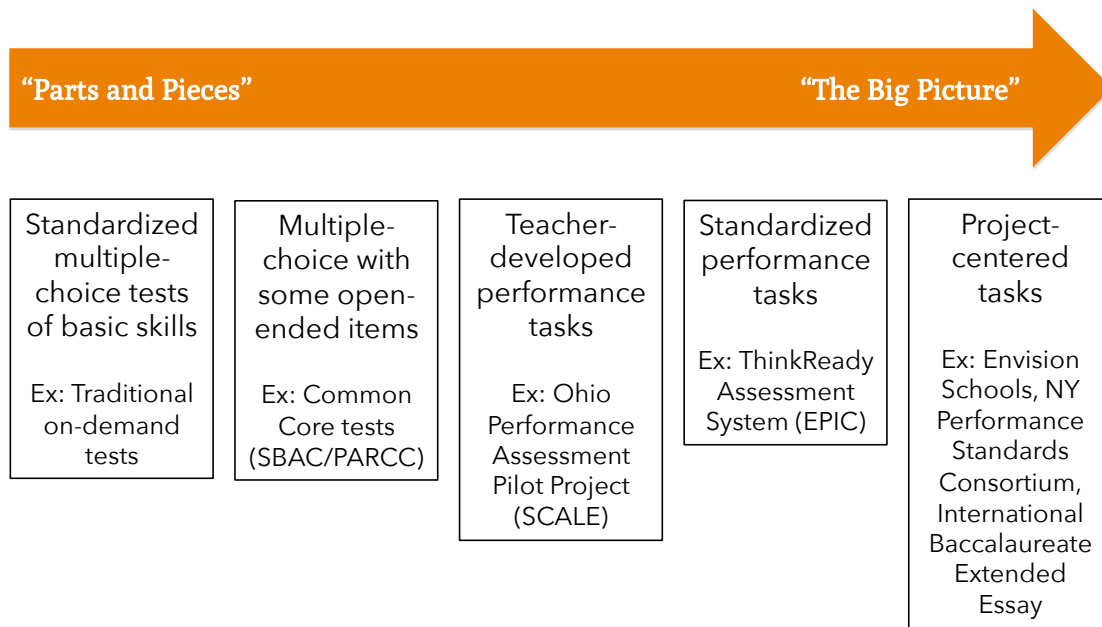 “Parts and Pieces”
“The Big Picture”
Standardized
multiple-
choice tests
of basic skills
Ex: Traditional
on-demand
tests
Multiple-
choice with
some open-
ended items
Ex: Common
Core tests
(SBAC/PARCC)
Teacher-
developed
performance
tasks
Ex: Ohio
Performance
Assessment
Pilot Project
(SCALE)
Standardized
performance
tasks
Ex: ThinkReady
Assessment
System (EPIC)
Project-
centered
tasks
Ex: Envision
Schools, NY
Performance
Standards
Consortium,
International
Baccalaureate
Extended
Essay